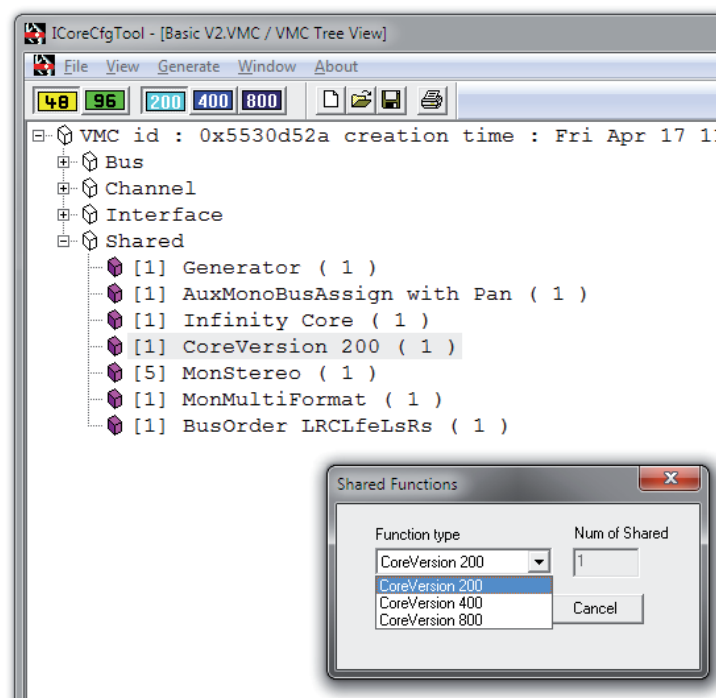 ICoreCfgTool - [Basic V2.VMC / VMC Tree View]
File View Generate Window About
48 96 200 400 800
VMC id : 0x5530d52a creation time : Fri Apr 17 11
Bus
Channel
Interface
Shared
[1] Generator ( 1 )
[1] AuxMonoBusAssign with Pan ( 1 )
[1] Infinity Core ( 1 )
[1] CoreVersion 200 ( 1 )
[5] MonStereo ( 1 )
[1] MonMultiFormat ( 1 )
[1] BusOrder LRCLfeLsRs ( 1 )
Shared Functions
Function type Num of Shared
CoreVersion 200 1
CoreVersion 200
CoreVersion 400 Cancel
CoreVersion 800